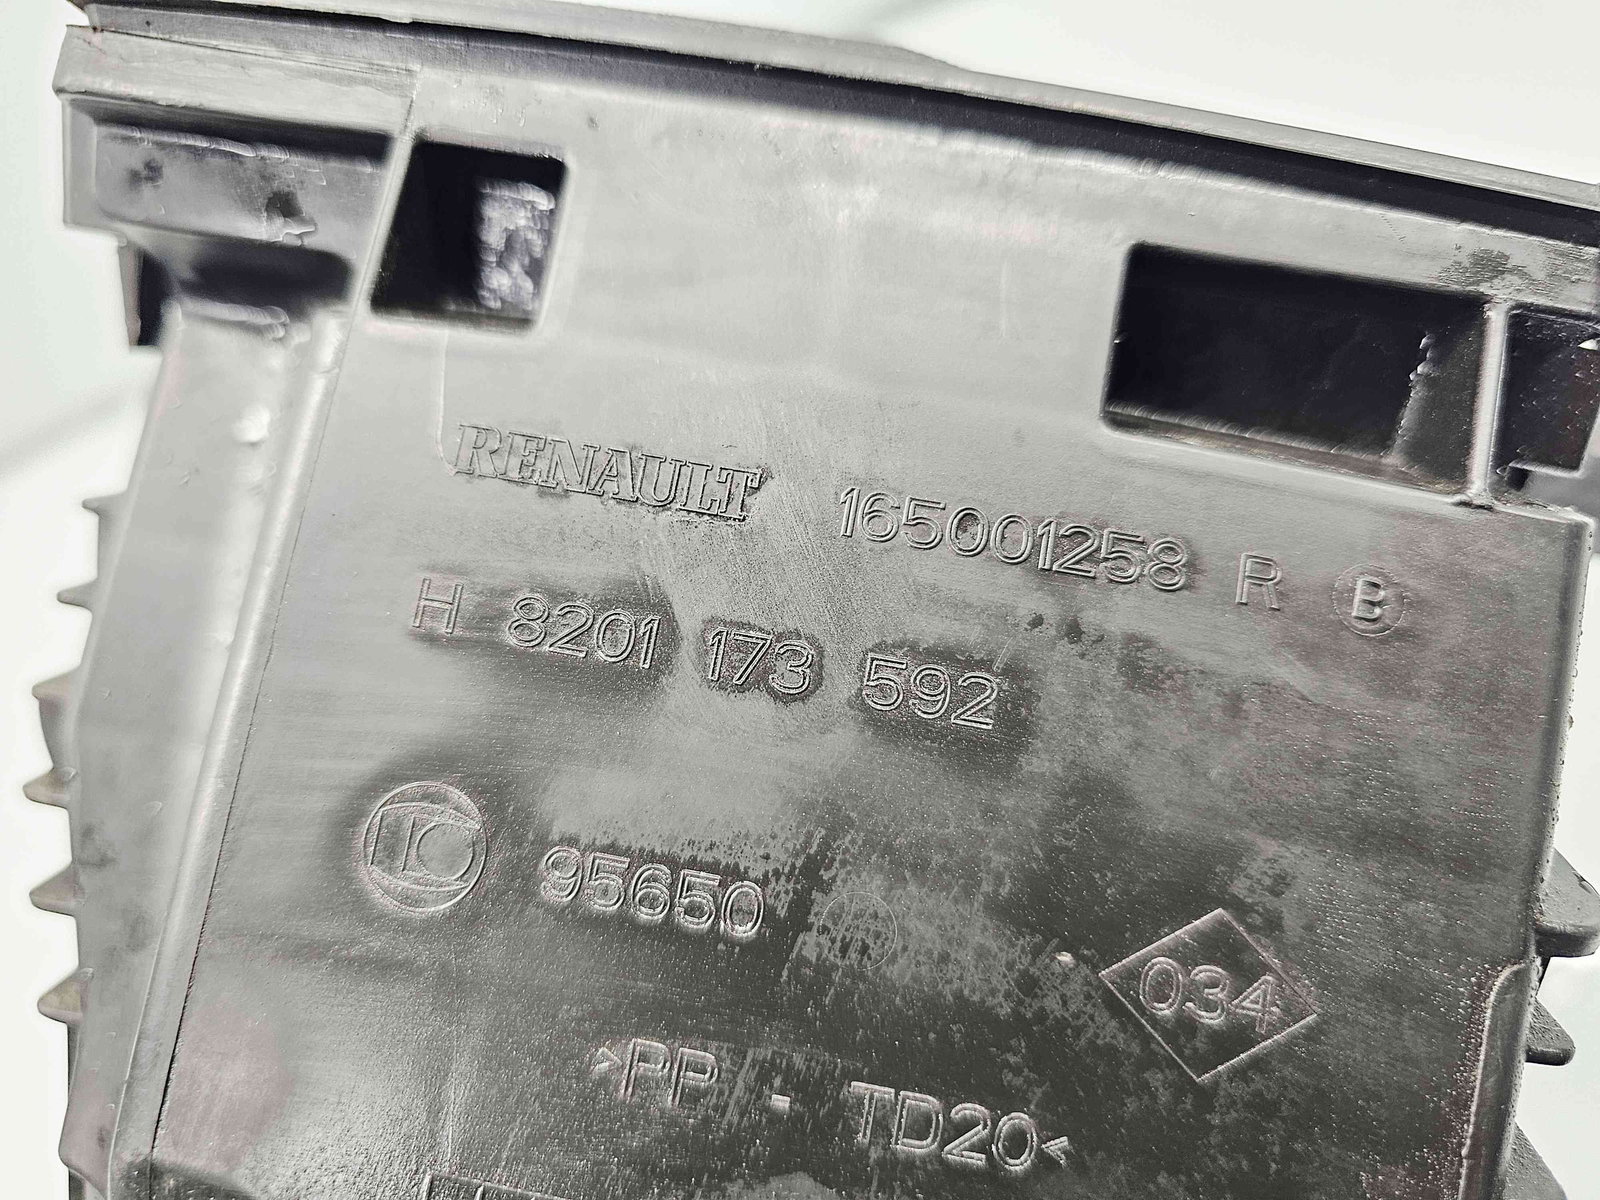 RENAULT 165001258 R B
H 8201 173 592
95650
034
>PP - TD20<